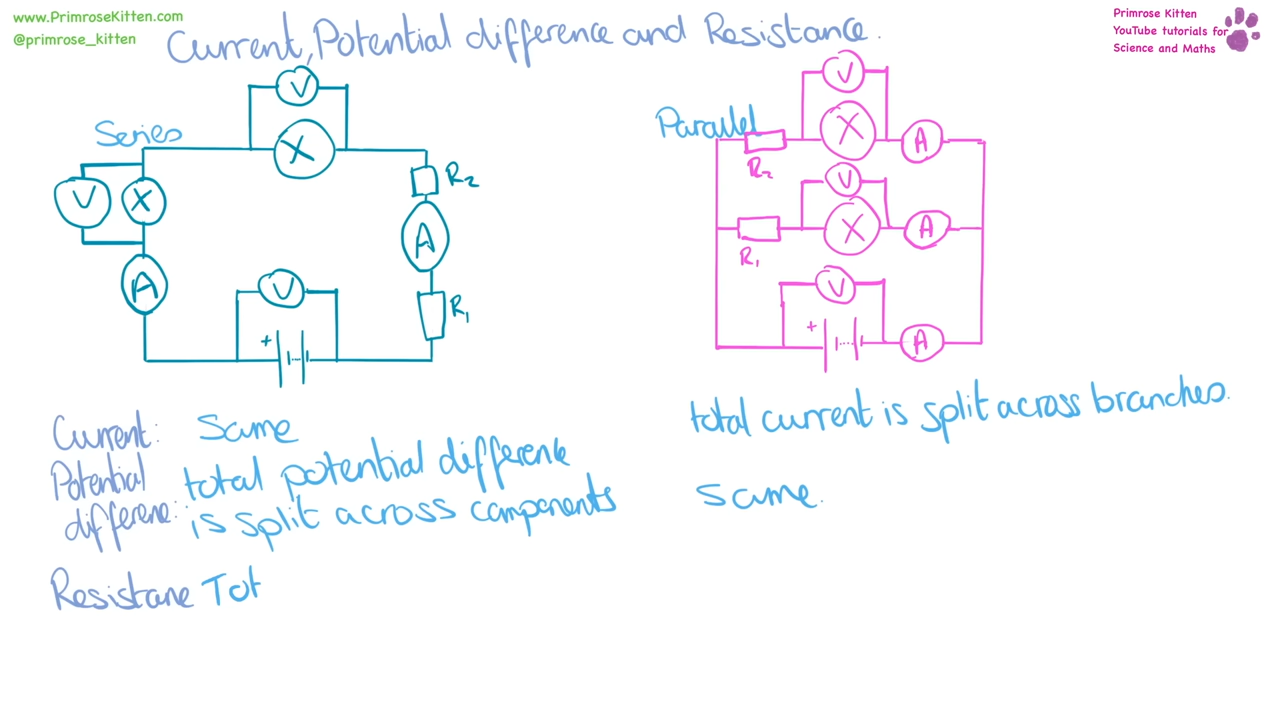 www.PrimroseKitten.com
@primrose_kitten
Primrose Kitten
YouTube tutorials for
Science and Maths
Current, Potential difference and Resistance.
Series
V
X
V
X
R2
A
A
V
R1
+
Parallel
V
X
A
R2
V
X
A
R1
V
+
A
Current: Same
total current is split across branches.
Potential total potential difference
differene: is split across components
same.
Resistane Tot